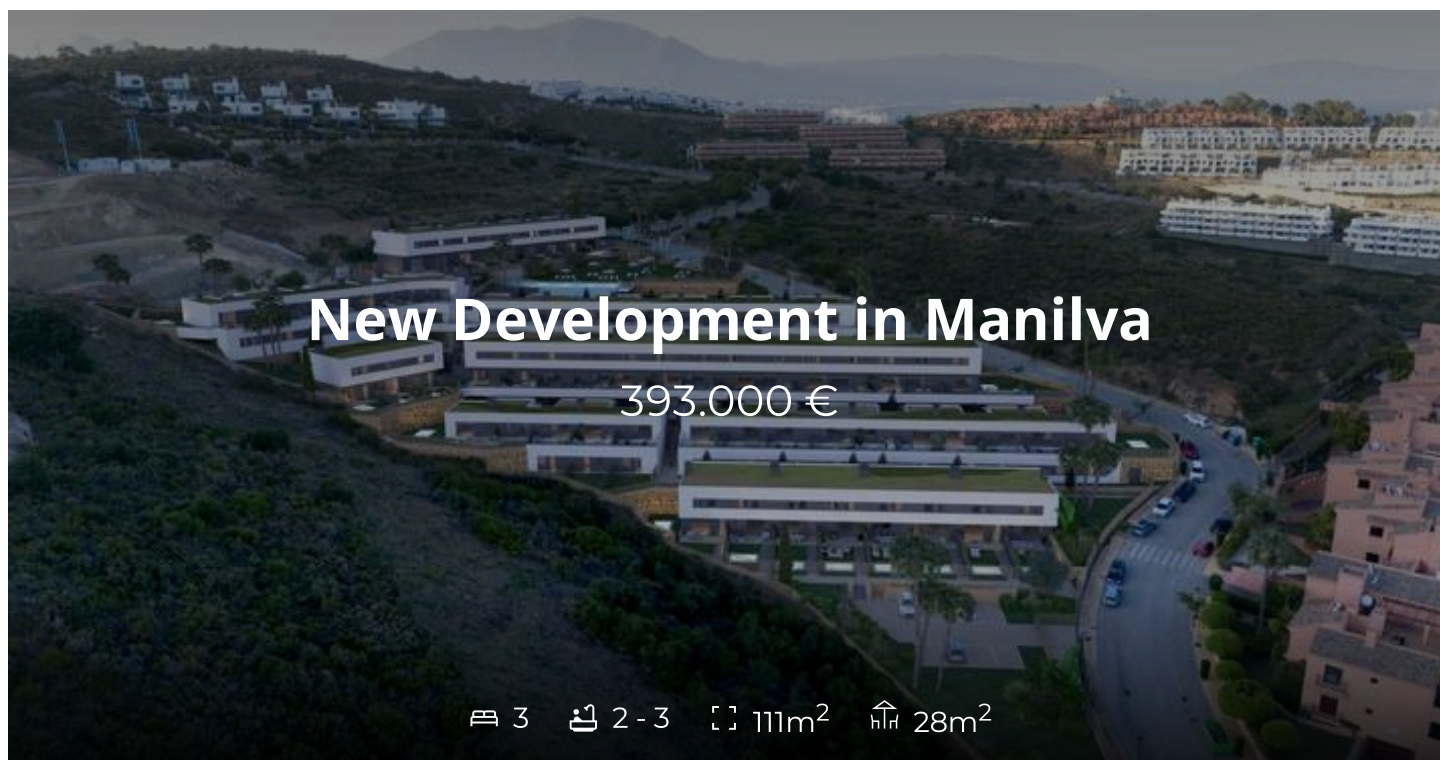 New Development in Manilva
393.000 €
3 2 - 3 111m² 28m²